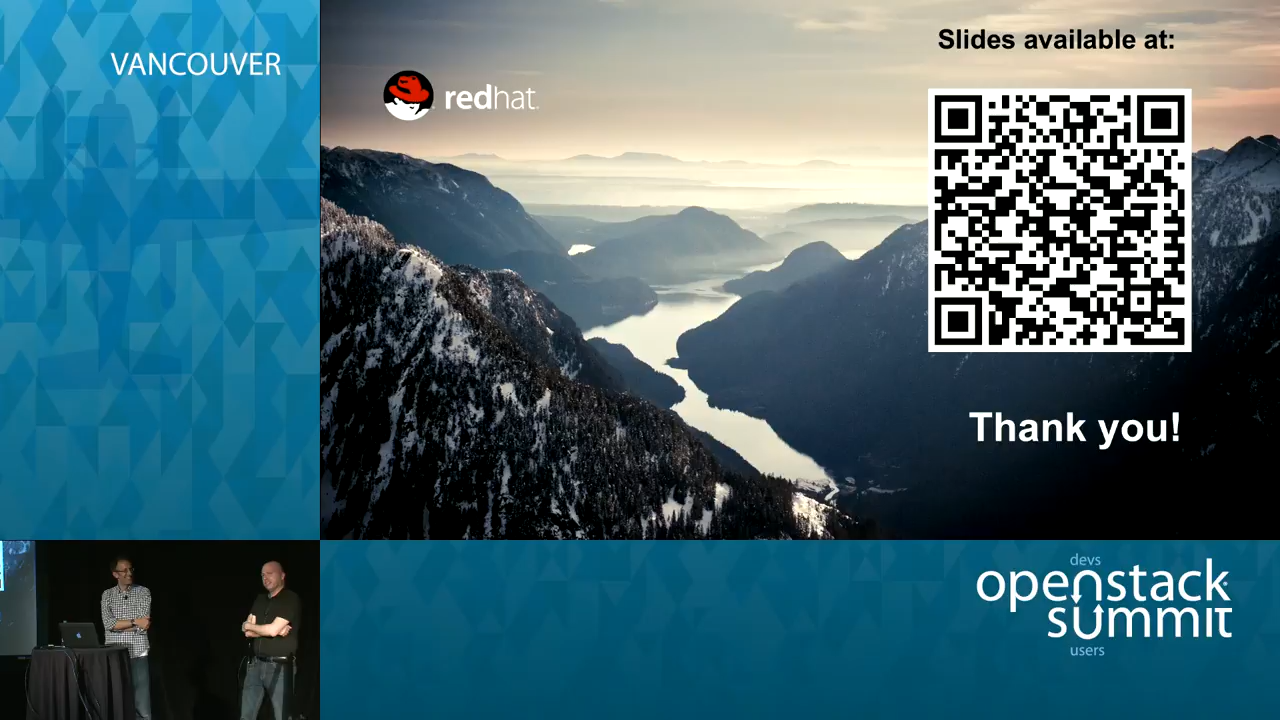 VANCOUVER
redhat.
Slides available at:
Thank you!
devs
openstack
summit
users